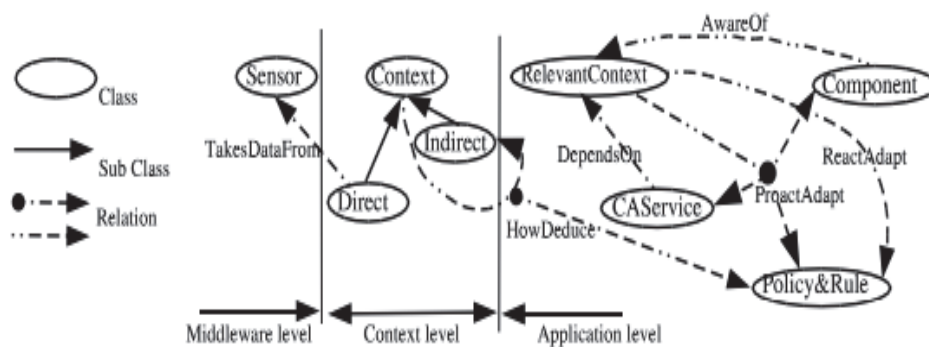 AwareOf
Sensor
Context
RelevantContext
Component
Class
Indirect
TakesDataFrom
DependsOn
ReactAdapt
Sub Class
Direct
CAService
ProactAdapt
Relation
HowDeduce
Policy&Rule
Middleware level
Context level
Application level